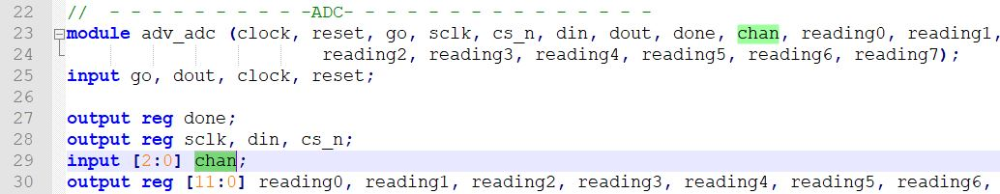 22 // - - - - - - - - - - -ADC- - - - - - - - - - - - - - - -
23 module adv_adc (clock, reset, go, sclk, cs_n, din, dout, done, chan, reading0, reading1,
24 reading2, reading3, reading4, reading5, reading6, reading7);
25 input go, dout, clock, reset;
26
27 output reg done;
28 output reg sclk, din, cs_n;
29 input [2:0] chan;
30 output reg [11:0] reading0, reading1, reading2, reading3, reading4, reading5, reading6,